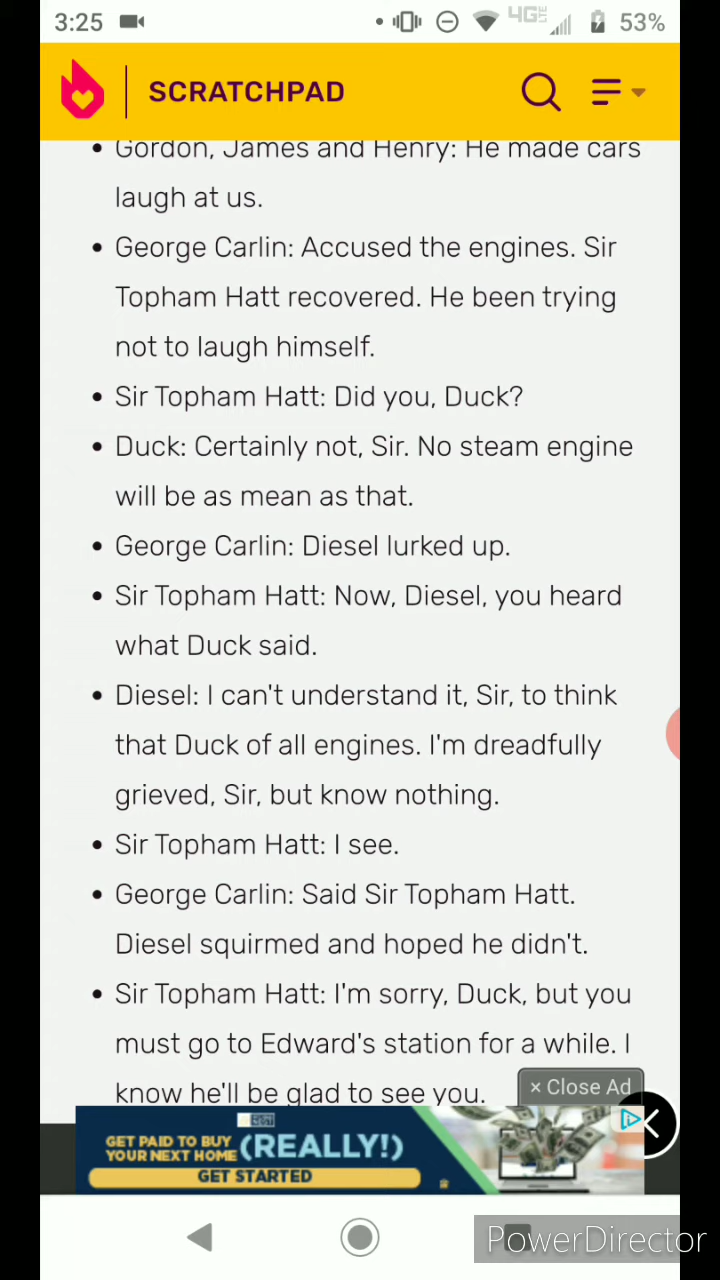 3:25
4G LTE
53%
SCRATCHPAD
• Gordon, James and Henry: He made cars
laugh at us.
• George Carlin: Accused the engines. Sir
Topham Hatt recovered. He been trying
not to laugh himself.
• Sir Topham Hatt: Did you, Duck?
• Duck: Certainly not, Sir. No steam engine
will be as mean as that.
• George Carlin: Diesel lurked up.
• Sir Topham Hatt: Now, Diesel, you heard
what Duck said.
• Diesel: I can't understand it, Sir, to think
that Duck of all engines. I'm dreadfully
grieved, Sir, but know nothing.
• Sir Topham Hatt: I see.
• George Carlin: Said Sir Topham Hatt.
Diesel squirmed and hoped he didn't.
• Sir Topham Hatt: I'm sorry, Duck, but you
must go to Edward's station for a while. I
know he'll be glad to see you.
× Close Ad
GET PAID TO BUY
YOUR NEXT HOME (REALLY!)
GET STARTED
PowerDirector